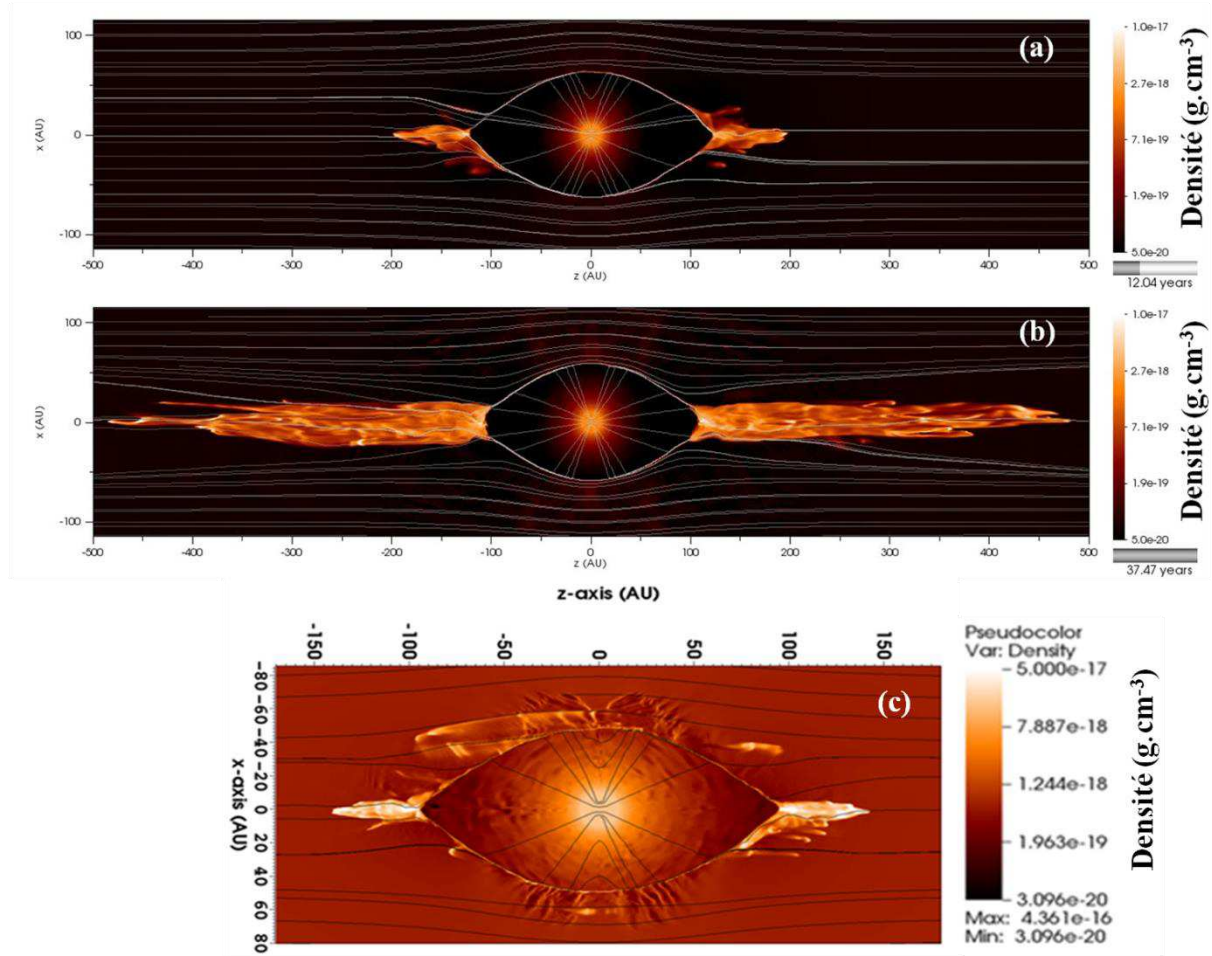 (a)
100
0
-100
x (AU)
-500 -400 -300 -200 -100 0 100 200 300 400 500
z (AU)
1.0e-17
2.7e-18
7.1e-19
1.9e-19
5.0e-20
Densité (g.cm-3)
12.04 years
(b)
100
0
-100
x (AU)
-500 -400 -300 -200 -100 0 100 200 300 400 500
z (AU)
1.0e-17
2.7e-18
7.1e-19
1.9e-19
5.0e-20
Densité (g.cm-3)
37.47 years
z-axis (AU)
-150 -100 -50 0 50 100 150
(c)
x-axis (AU)
-80
-60
-40
-20
0
20
40
60
80
Pseudocolor
Var: Density
5.000e-17
7.887e-18
1.244e-18
1.963e-19
3.096e-20
Max: 4.361e-16
Min: 3.096e-20
Densité (g.cm-3)